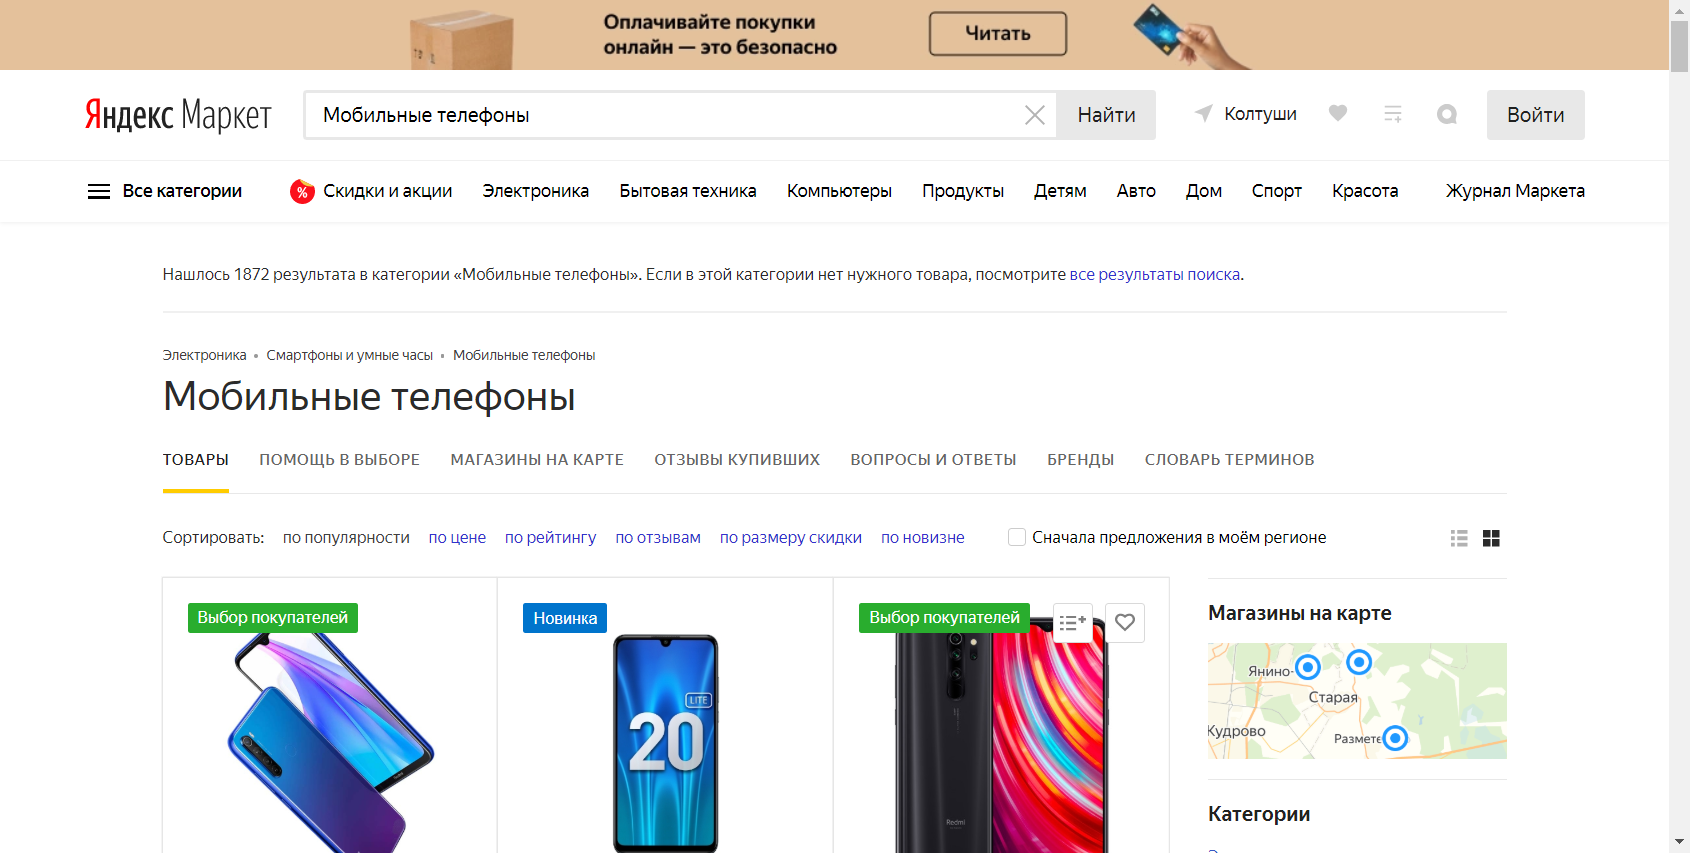 Оплачивайте покупки
онлайн — это безопасно
Читать
Яндекс Маркет
Мобильные телефоны
Найти
Колтуши
Войти
Все категории
% Скидки и акции
Электроника
Бытовая техника
Компьютеры
Продукты
Детям
Авто
Дом
Спорт
Красота
Журнал Маркета
Нашлось 1872 результата в категории «Мобильные телефоны». Если в этой категории нет нужного товара, посмотрите все результаты поиска.
Электроника • Смартфоны и умные часы • Мобильные телефоны
Мобильные телефоны
ТОВАРЫ
ПОМОЩЬ В ВЫБОРЕ
МАГАЗИНЫ НА КАРТЕ
ОТЗЫВЫ КУПИВШИХ
ВОПРОСЫ И ОТВЕТЫ
БРЕНДЫ
СЛОВАРЬ ТЕРМИНОВ
Сортировать: по популярности по цене по рейтингу по отзывам по размеру скидки по новизне
Сначала предложения в моём регионе
Выбор покупателей
Новинка
LITE
20
Выбор покупателей
Redmi
Магазины на карте
Янино-
Старая
Кудрово
Размете
Категории